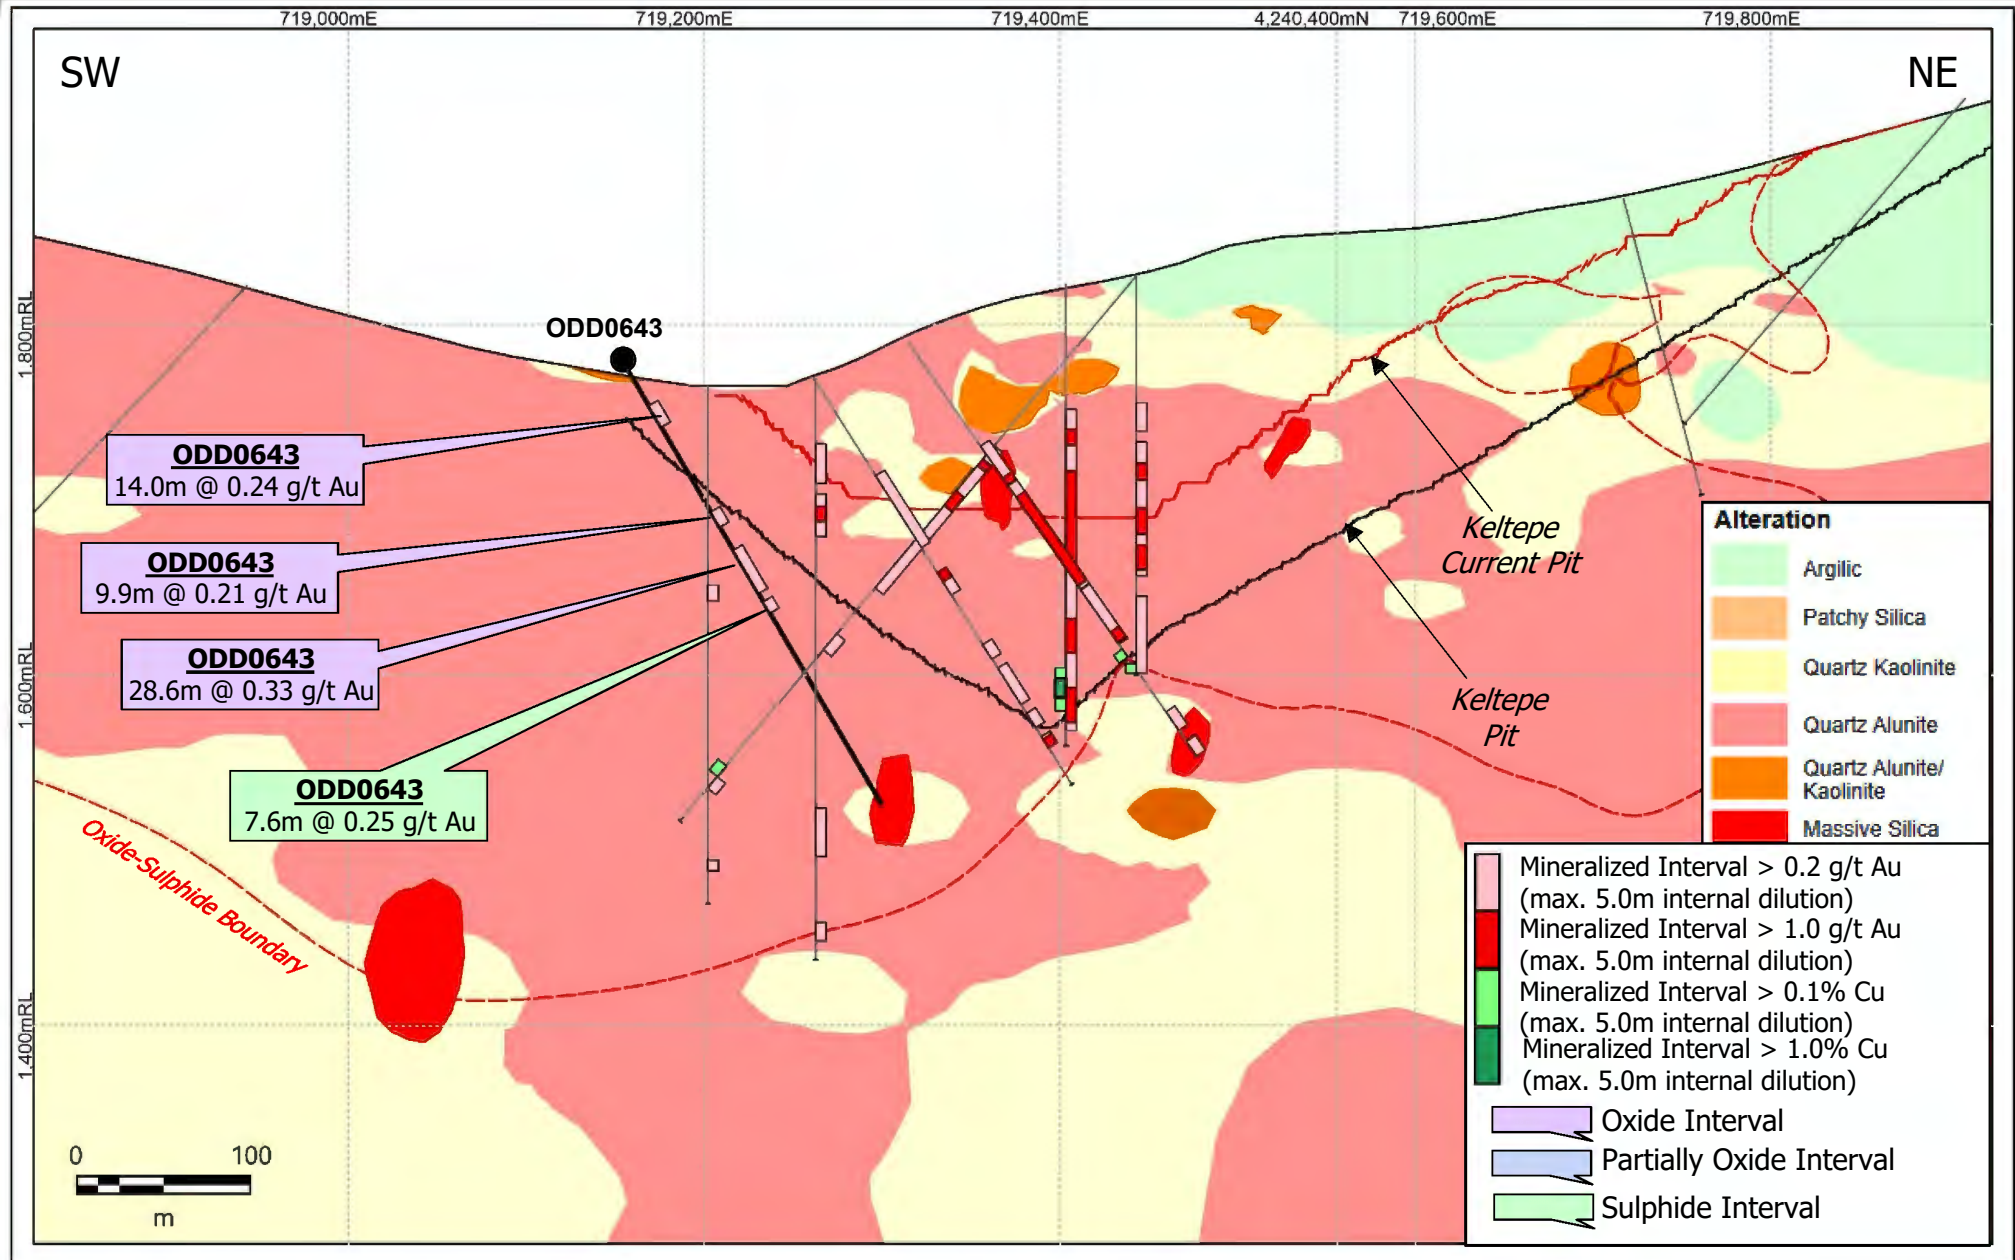 719,000mE
719,200mE
719,400mE
4,240,400mN
719,600mE
719,800mE
SW
NE
1.800mRL
1.600mRL
1.400mRL
ODD0643
ODD0643
14.0m @ 0.24 g/t Au
ODD0643
9.9m @ 0.21 g/t Au
ODD0643
28.6m @ 0.33 g/t Au
ODD0643
7.6m @ 0.25 g/t Au
Oxide-Sulphide Boundary
Keltepe
Current Pit
Keltepe
Pit
Alteration
Argilic
Patchy Silica
Quartz Kaolinite
Quartz Alunite
Quartz Alunite/
Kaolinite
Massive Silica
Mineralized Interval > 0.2 g/t Au
(max. 5.0m internal dilution)
Mineralized Interval > 1.0 g/t Au
(max. 5.0m internal dilution)
Mineralized Interval > 0.1% Cu
(max. 5.0m internal dilution)
Mineralized Interval > 1.0% Cu
(max. 5.0m internal dilution)
Oxide Interval
Partially Oxide Interval
Sulphide Interval
0 100
m